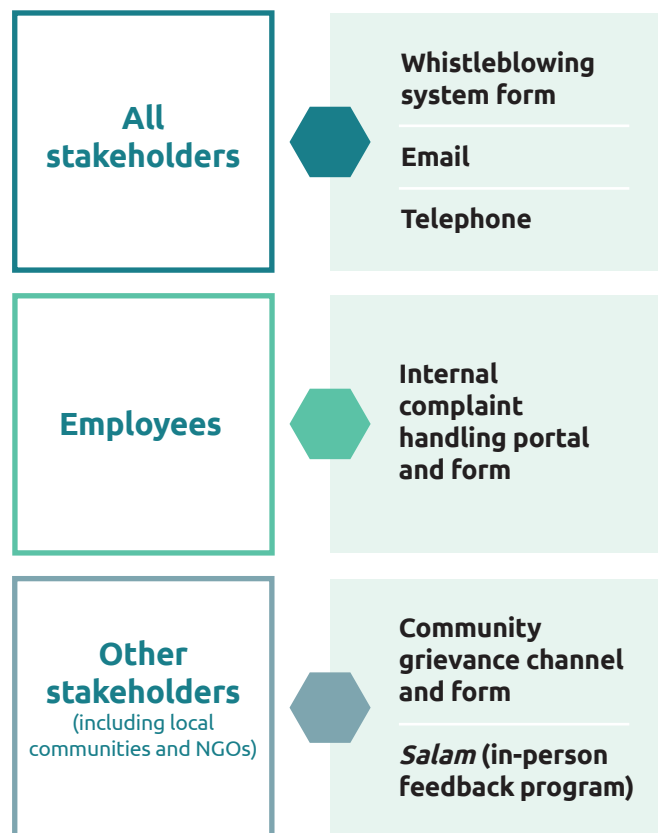 All
stakeholders
Whistleblowing
system form
Email
Telephone
Employees
Internal
complaint
handling portal
and form
Other
stakeholders
(including local
communities and NGOs)
Community
grievance channel
and form
Salam (in-person
feedback program)